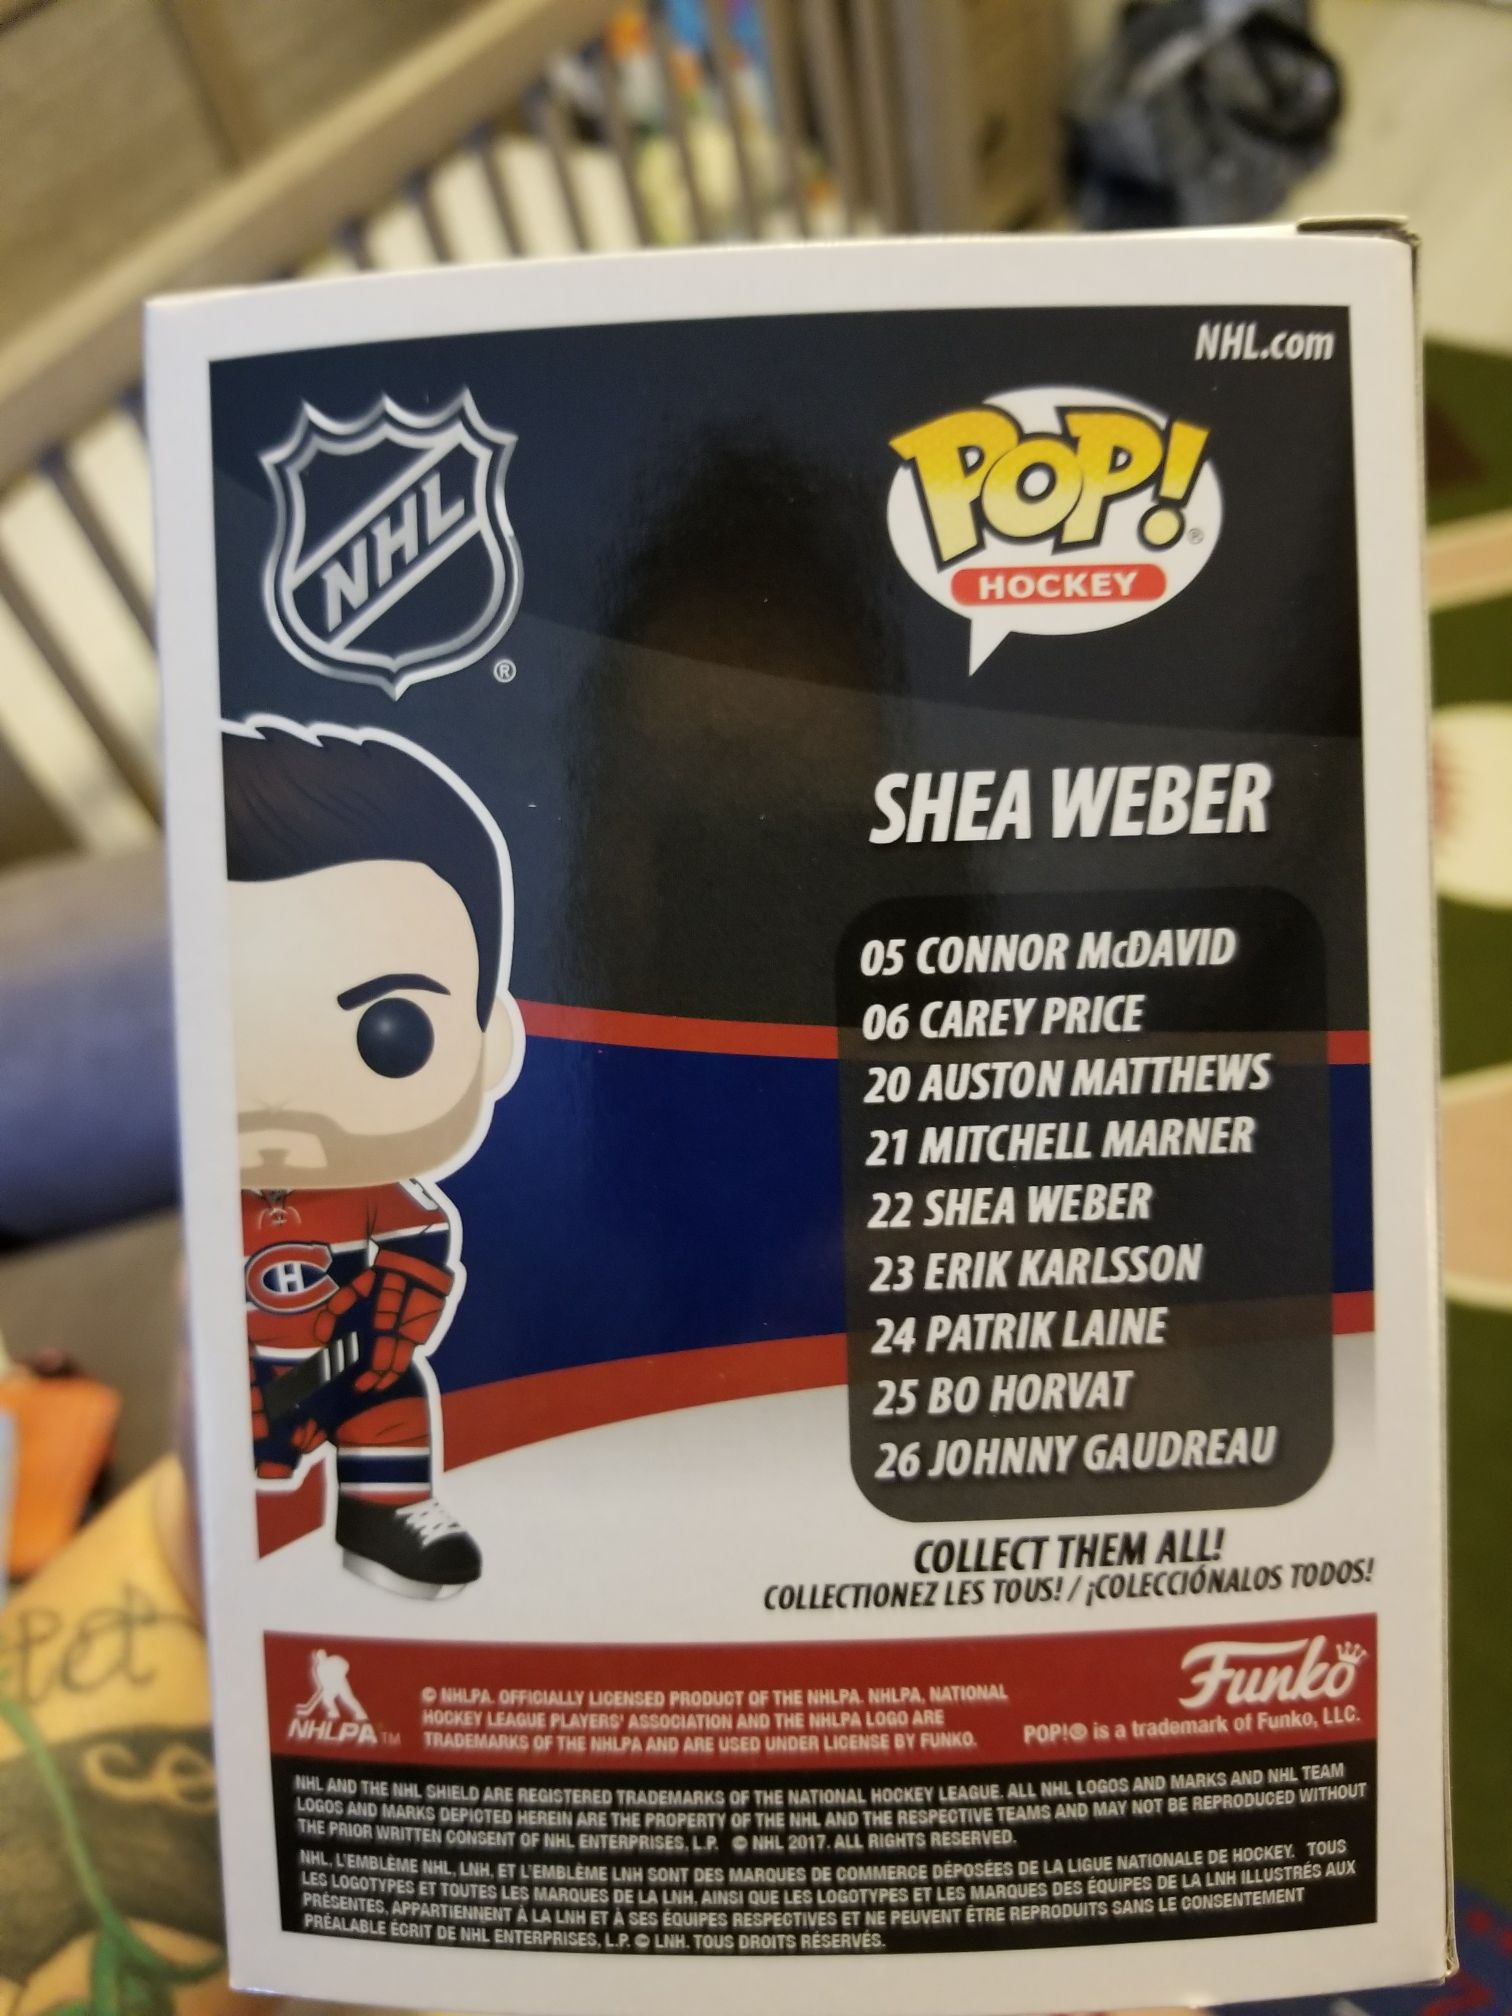 NHL.com
NHL
®
POP!
®
HOCKEY
SHEA WEBER
05 CONNOR McDAVID
06 CAREY PRICE
20 AUSTON MATTHEWS
21 MITCHELL MARNER
22 SHEA WEBER
23 ERIK KARLSSON
24 PATRIK LAINE
25 BO HORVAT
26 JOHNNY GAUDREAU
CH
COLLECT THEM ALL!
COLLECTIONEZ LES TOUS! / ¡COLECCIÓNALOS TODOS!
NHLPA™
© NHLPA. OFFICIALLY LICENSED PRODUCT OF THE NHLPA. NHLPA, NATIONAL
HOCKEY LEAGUE PLAYERS' ASSOCIATION AND THE NHLPA LOGO ARE
TRADEMARKS OF THE NHLPA AND ARE USED UNDER LICENSE BY FUNKO.
Funko
POP!® is a trademark of Funko, LLC.
NHL AND THE NHL SHIELD ARE REGISTERED TRADEMARKS OF THE NATIONAL HOCKEY LEAGUE. ALL NHL LOGOS AND MARKS AND NHL TEAM
LOGOS AND MARKS DEPICTED HEREIN ARE THE PROPERTY OF THE NHL AND THE RESPECTIVE TEAMS AND MAY NOT BE REPRODUCED WITHOUT
THE PRIOR WRITTEN CONSENT OF NHL ENTERPRISES, L.P. © NHL 2017. ALL RIGHTS RESERVED.
NHL, L'EMBLÈME NHL, LNH, ET L'EMBLÈME LNH SONT DES MARQUES DE COMMERCE DÉPOSÉES DE LA LIGUE NATIONALE DE HOCKEY. TOUS
LES LOGOTYPES ET TOUTES LES MARQUES DE LA LNH, AINSI QUE LES LOGOTYPES ET LES MARQUES DES ÉQUIPES DE LA LNH ILLUSTRÉS AUX
PRÉSENTES, APPARTIENNENT À LA LNH ET À SES ÉQUIPES RESPECTIVES ET NE PEUVENT ÊTRE REPRODUITS SANS LE CONSENTEMENT
PRÉALABLE ÉCRIT DE NHL ENTERPRISES, L.P. © LNH. TOUS DROITS RÉSERVÉS.